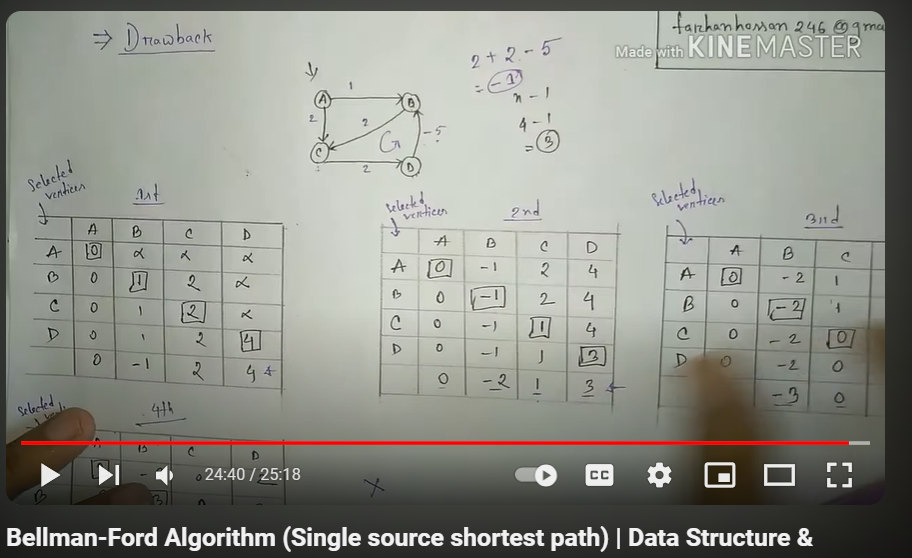 ⇒ Drawback
farhanhossan 246 @ gma
Made with KINEMASTER
2 + 2 - 5
= -1
n - 1
4 - 1
= 3
A 1 B
2 2 G -5
C 2 D
Selected vertices
1st
A B C D
A 0 α α α
B 0 1 2 α
C 0 1 2 α
D 0 1 2 4
0 -1 2 4
Selected vertices
2nd
A B C D
A 0 -1 2 4
B 0 -1 2 4
C 0 -1 1 4
D 0 -1 1 3
0 -2 1 3
Selected vertices
3nd
A B C
A 0 -2 1
B 0 -2 1
C 0 -2 0
D 0 -2 0
-3 0
Selected
4th
B C D
24:40 / 25:18
CC
Bellman-Ford Algorithm (Single source shortest path) | Data Structure &